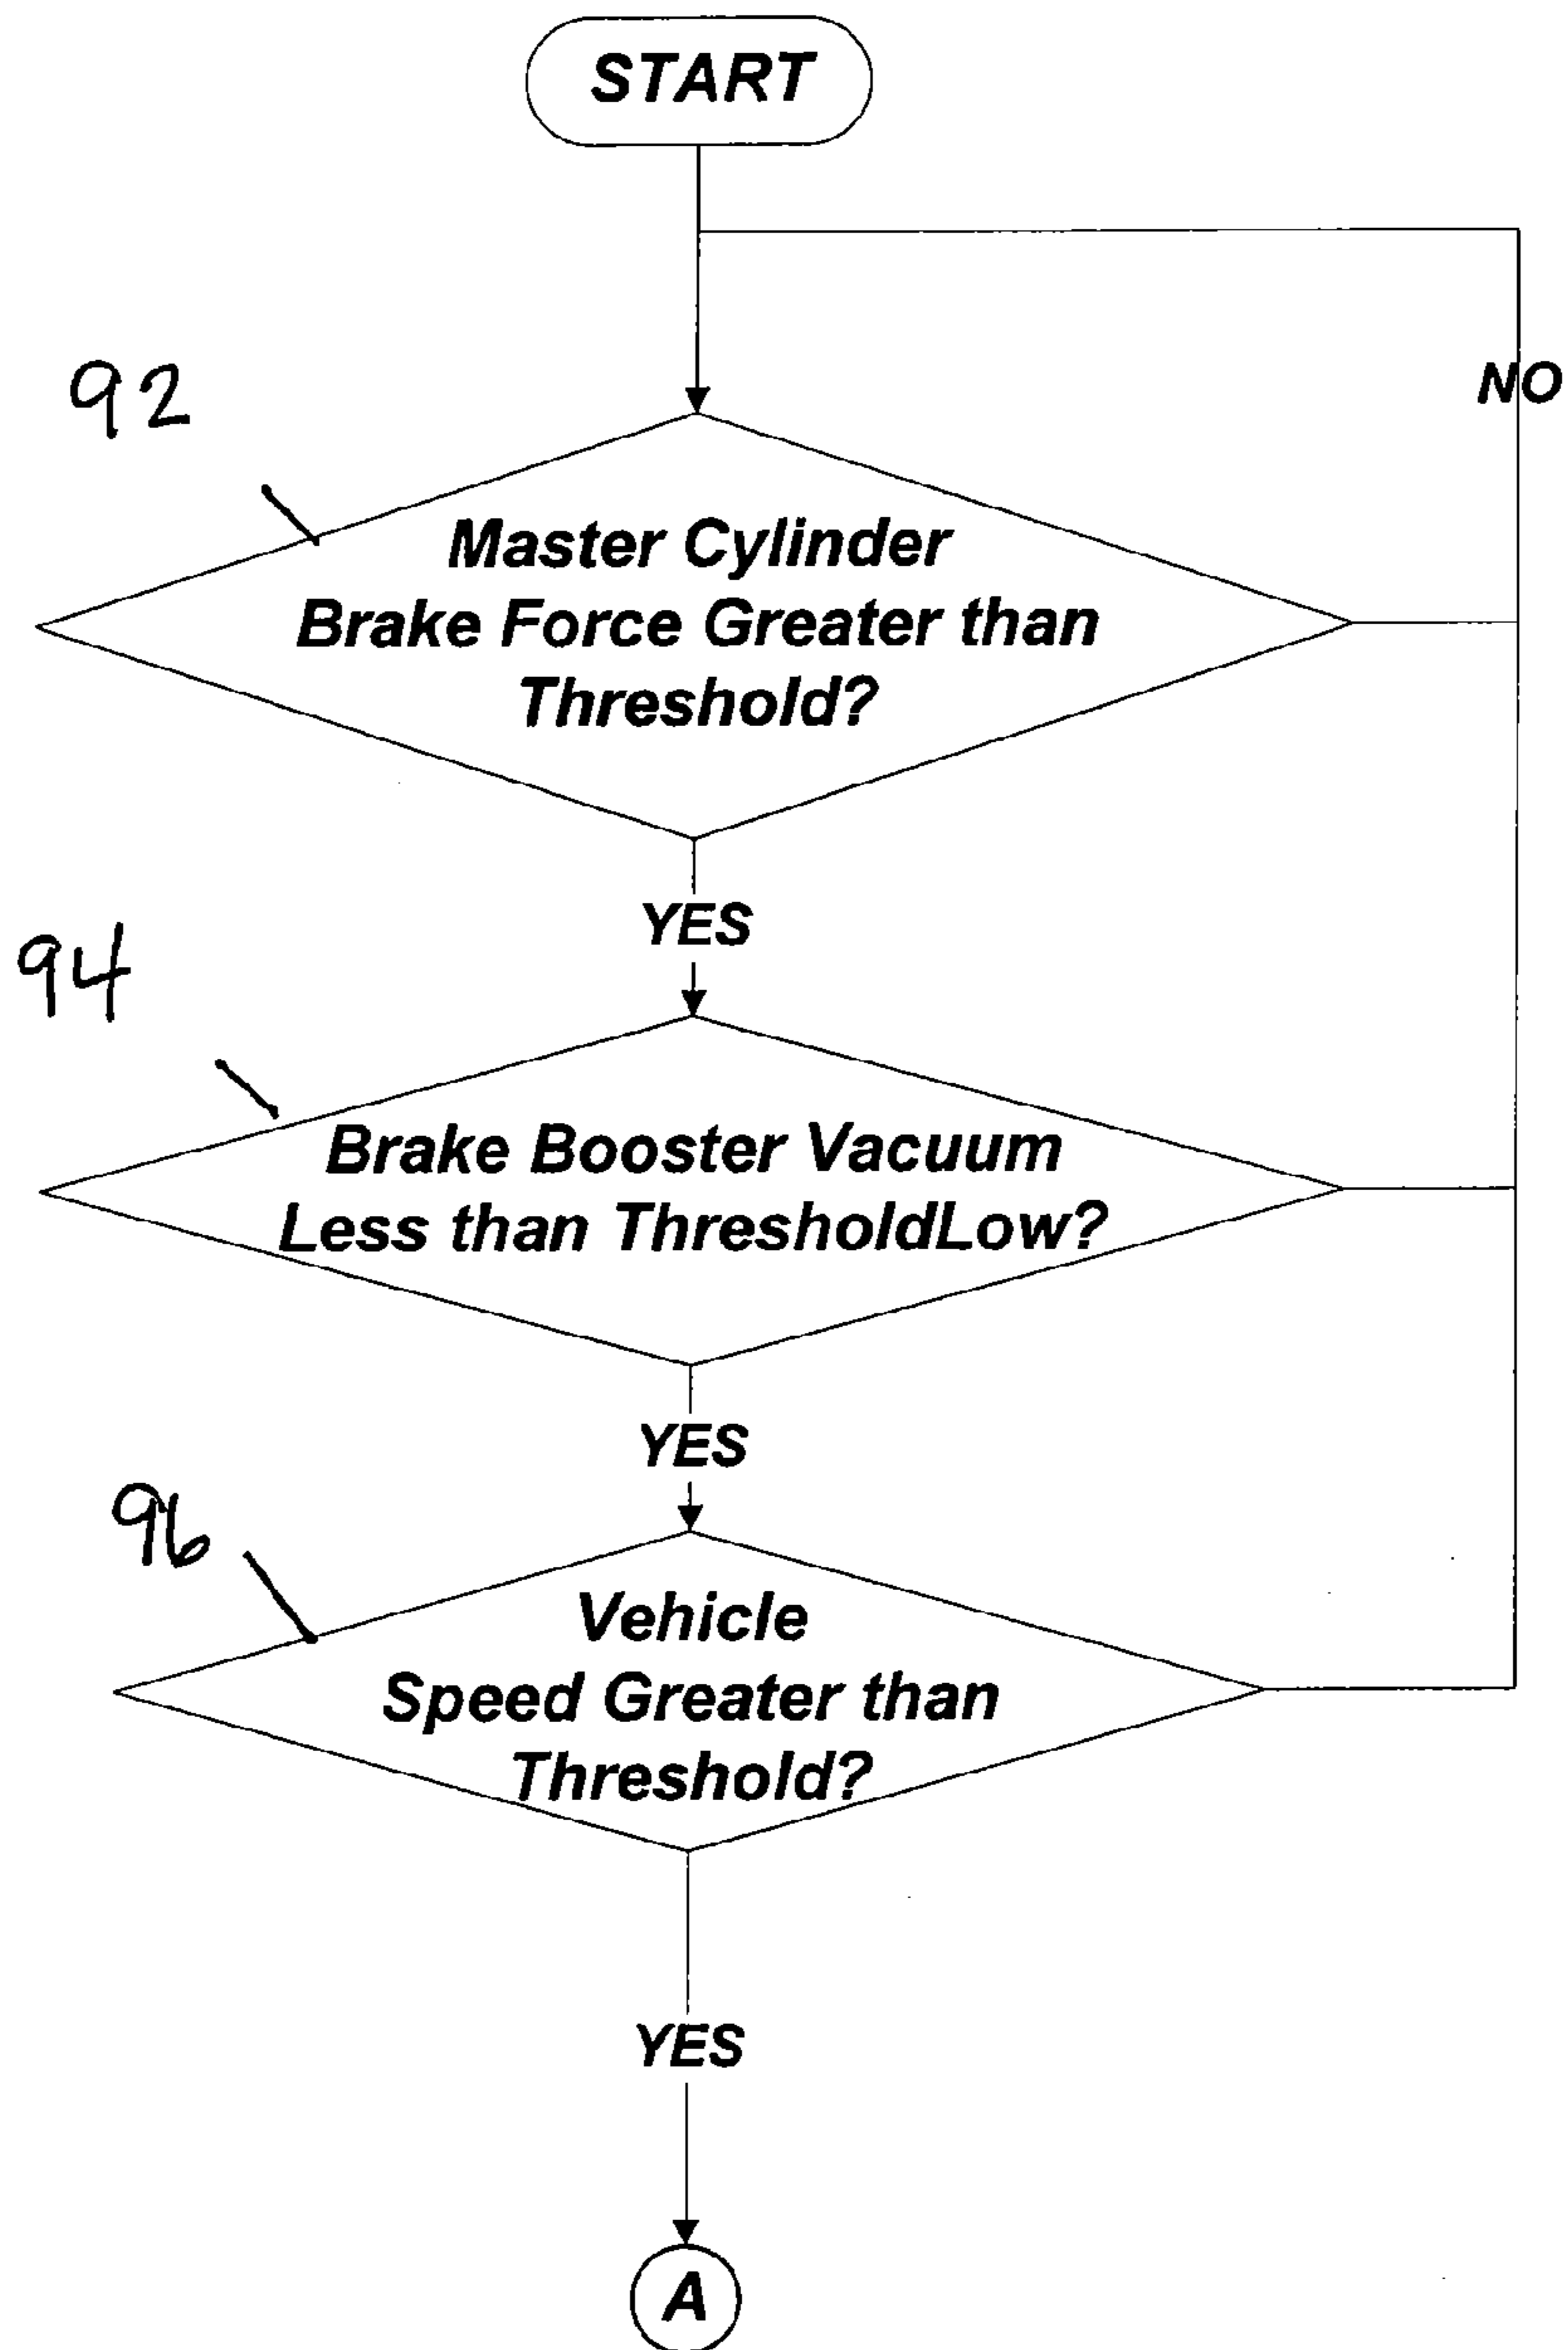 START
NO
92
Master Cylinder
Brake Force Greater than
Threshold?
YES
94
Brake Booster Vacuum
Less than ThresholdLow?
YES
96
Vehicle
Speed Greater than
Threshold?
YES
A